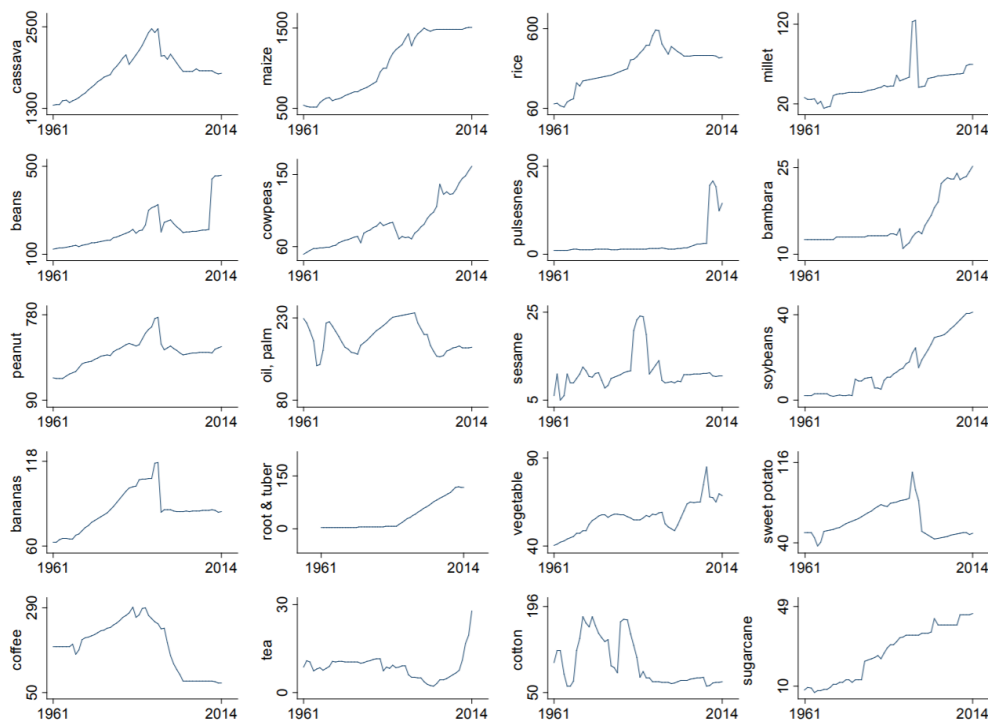 cassava 2500 1300 1961 2014
maize 1500 500 1961 2014
rice 600 60 1961 2014
millet 120 20 1961 2014
beans 500 100 1961 2014
cowpeas 150 60 1961 2014
pulsesnes 200 0 1961 2014
bambara 25 10 1961 2014
peanut 780 90 1961 2014
oil, palm 230 80 1961 2014
sesame 25 5 1961 2014
soybeans 40 0 1961 2014
bananas 118 60 1961 2014
root & tuber 50 0 1961 2014
vegetable 90 40 1961 2014
sweet potato 116 40 1961 2014
coffee 290 50 1961 2014
tea 30 0 1961 2014
cotton 196 50 1961 2014
sugarcane 49 10 1961 2014